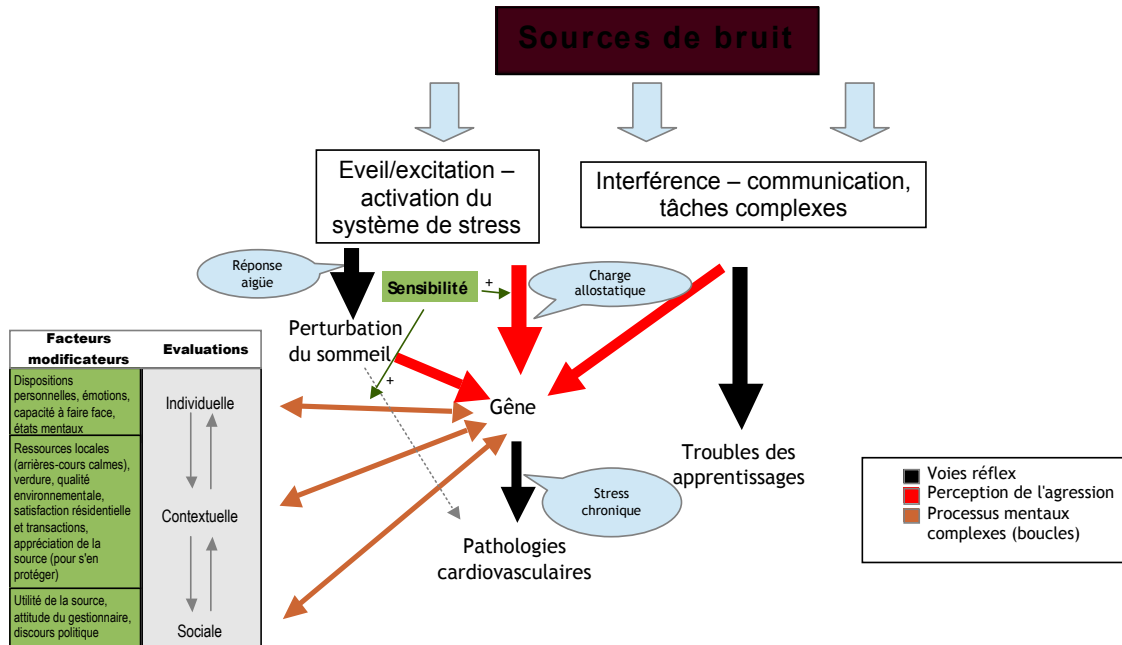 Sources de bruit
Eveil/excitation –
activation du
système de stress
Interférence – communication,
tâches complexes
Réponse
aigüe
Sensibilité
+
Charge
allostatique
Perturbation
du sommeil
+
Gêne
Troubles des
apprentissages
Stress
chronique
Pathologies
cardiovasculaires
Facteurs
modificateurs
Evaluations
Dispositions
personnelles, émotions,
capacité à faire face,
états mentaux
Individuelle
Ressources locales
(arrières-cours calmes),
verdure, qualité
environnementale,
satisfaction résidentielle
et transactions,
appréciation de la
source (pour s'en
protéger)
Contextuelle
Utilité de la source,
attitude du gestionnaire,
discours politique
Sociale
Voies réflex
Perception de l'agression
Processus mentaux
complexes (boucles)